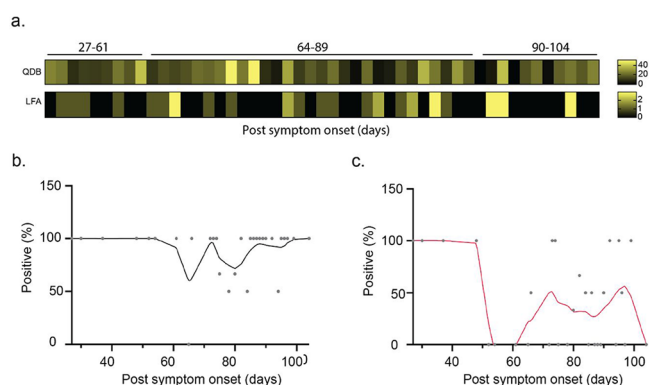 a.
27-61 64-89 90-104
QDB
40
20
0
LFA
2
1
0
Post symptom onset (days)
b.
c.
150
100
50
0
Positive (%)
40 60 80 100
Post symptom onset (days)
150
100
50
0
Positive (%)
40 60 80 100
Post symptom onset (days)